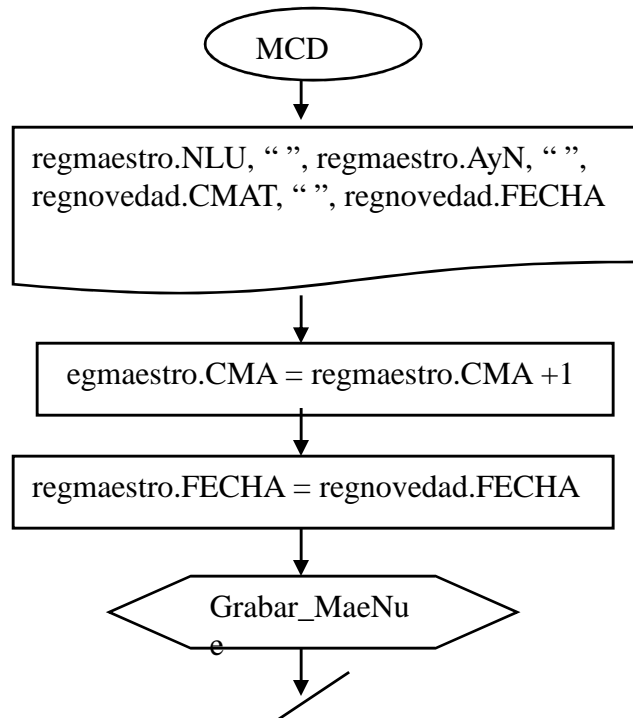 MCD
regmaestro.NLU, “ ”, regmaestro.AyN, “ ”,
regnovedad.CMAT, “ ”, regnovedad.FECHA
egmaestro.CMA = regmaestro.CMA +1
regmaestro.FECHA = regnovedad.FECHA
Grabar_MaeNu
e